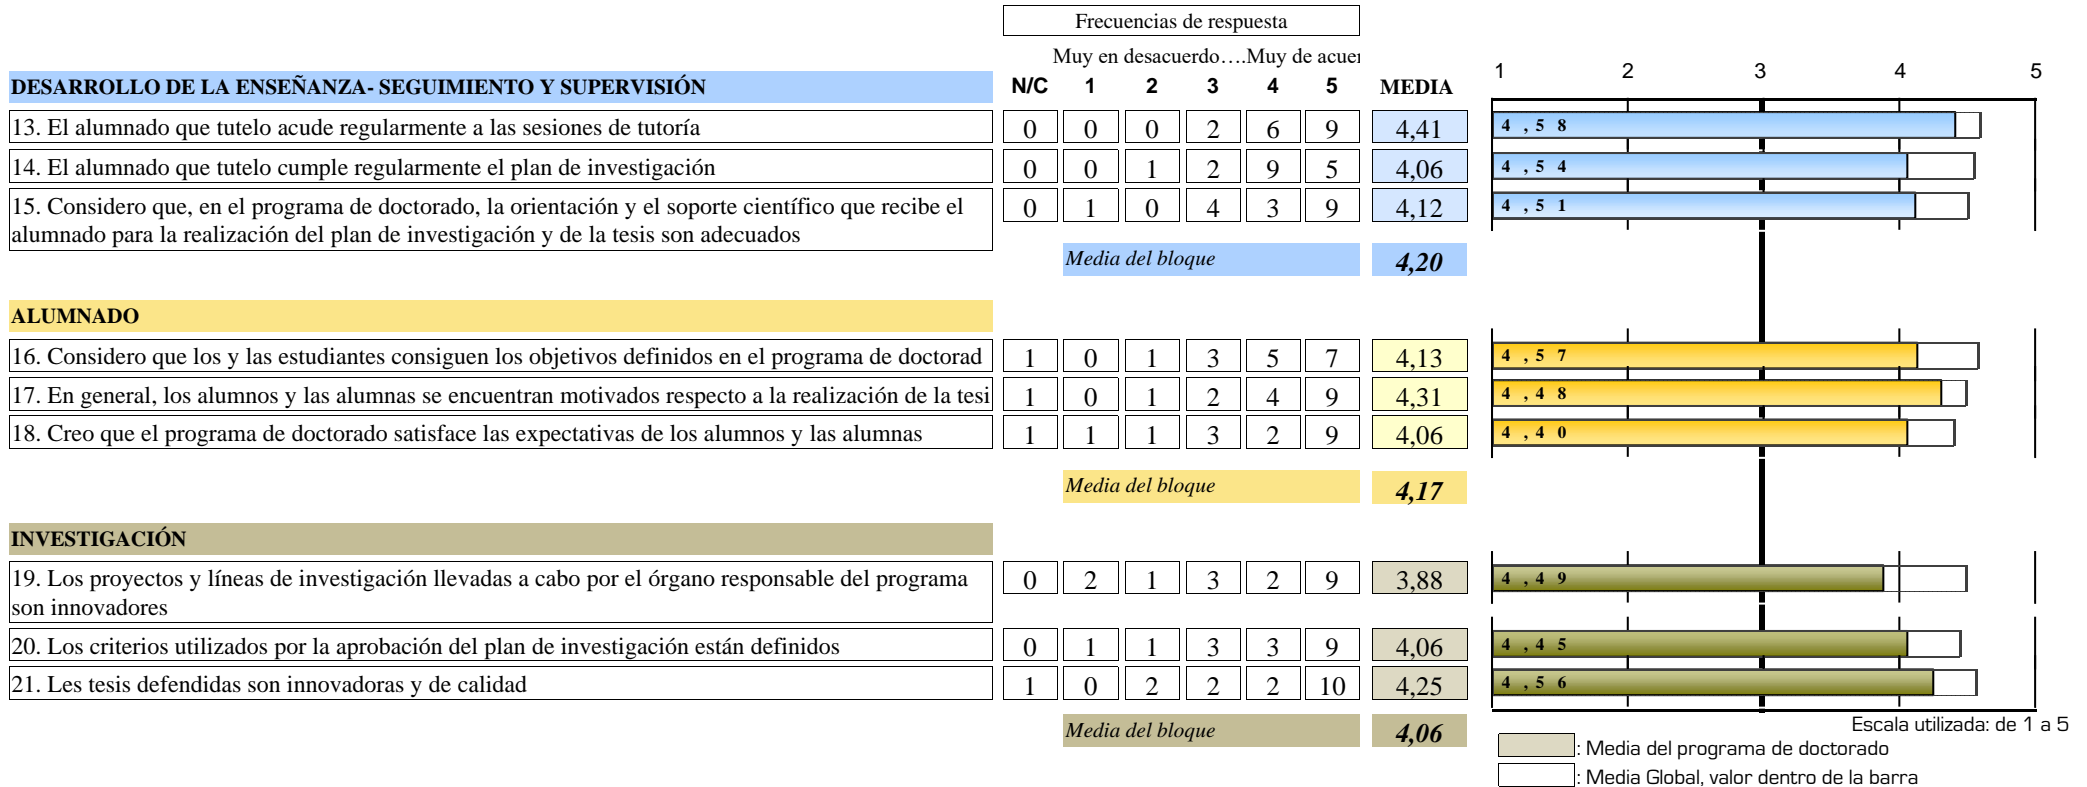 Frecuencias de respuesta
Muy en desacuerdo….Muy de acuer
DESARROLLO DE LA ENSEÑANZA- SEGUIMIENTO Y SUPERVISIÓN N/C 1 2 3 4 5 MEDIA 1 2 3 4 5
13. El alumnado que tutelo acude regularmente a las sesiones de tutoría 0 0 0 2 6 9 4,41 4,58
14. El alumnado que tutelo cumple regularmente el plan de investigación 0 0 1 2 9 5 4,06 4,54
15. Considero que, en el programa de doctorado, la orientación y el soporte científico que recibe el 0 1 0 4 3 9 4,12 4,51
alumnado para la realización del plan de investigación y de la tesis son adecuados
Media del bloque 4,20
ALUMNADO
16. Considero que los y las estudiantes consiguen los objetivos definidos en el programa de doctorad 1 0 1 3 5 7 4,13 4,57
17. En general, los alumnos y las alumnas se encuentran motivados respecto a la realización de la tesi 1 0 1 2 4 9 4,31 4,48
18. Creo que el programa de doctorado satisface las expectativas de los alumnos y las alumnas 1 1 1 3 2 9 4,06 4,40
Media del bloque 4,17
INVESTIGACIÓN
19. Los proyectos y líneas de investigación llevadas a cabo por el órgano responsable del programa 0 2 1 3 2 9 3,88 4,49
son innovadores
20. Los criterios utilizados por la aprobación del plan de investigación están definidos 0 1 1 3 3 9 4,06 4,45
21. Les tesis defendidas son innovadoras y de calidad 1 0 2 2 2 10 4,25 4,56
Media del bloque 4,06
Escala utilizada: de 1 a 5
: Media del programa de doctorado
: Media Global, valor dentro de la barra